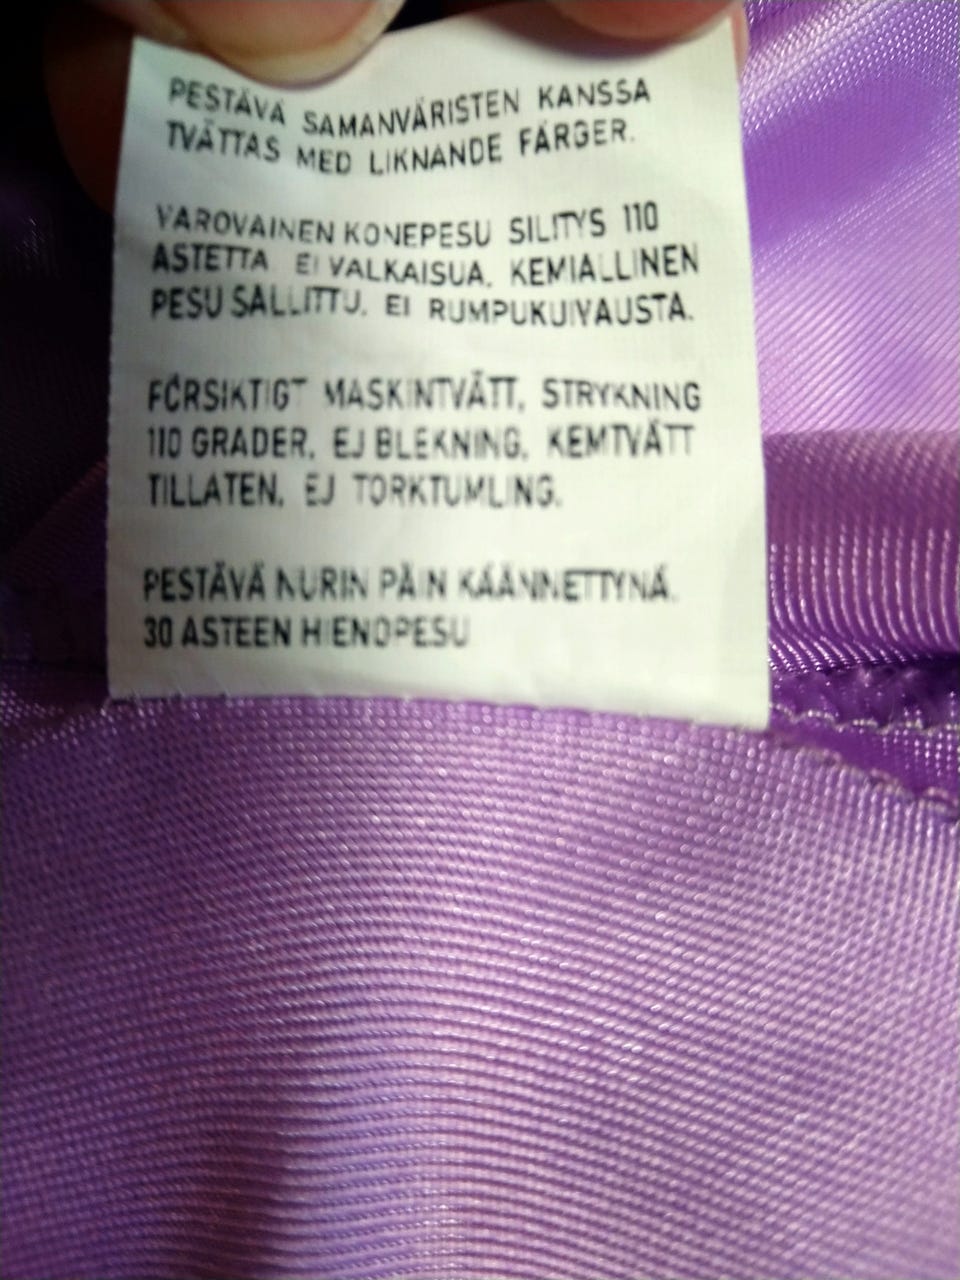 PESTÄVÄ SAMANVÄRISTEN KANSSA
TVÄTTAS MED LIKNANDE FÄRGER.
VAROVAINEN KONEPESU SILITYS 110
ASTETTA EI VALKAISUA. KEMIALLINEN
PESU SALLITTU. EI RUMPUKUIVAUSTA.
FÖRSIKTIGT MASKINTVÄTT, STRYKNING
110 GRADER, EJ BLEKNING, KEMTVÄTT
TILLATEN, EJ TORKTUMLING.
PESTÄVÄ NURIN PÄIN KÄÄNNETTYNÄ.
30 ASTEEN HIENOPESU